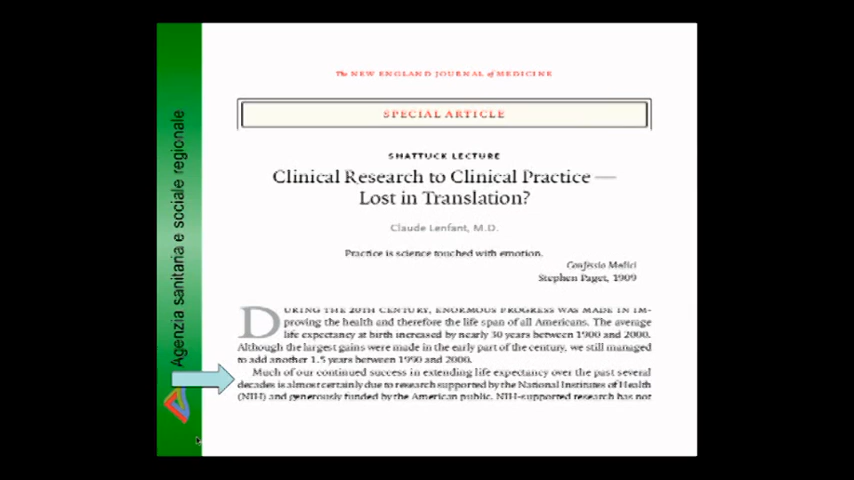 Agenzia sanitaria e sociale regionale
The NEW ENGLAND JOURNAL of MEDICINE
SPECIAL ARTICLE
SHATTUCK LECTURE
Clinical Research to Clinical Practice —
Lost in Translation?
Claude Lenfant, M.D.
Practice is science touched with emotion.
Confessio Medici
Stephen Paget, 1909
DURING THE 20TH CENTURY, ENORMOUS PROGRESS WAS MADE IN IM-
proving the health and therefore the life span of all Americans. The average
life expectancy at birth increased by nearly 30 years between 1900 and 2000.
Although the largest gains were made in the early part of the century, we still managed
to add another 1.5 years between 1990 and 2000.
Much of our continued success in extending life expectancy over the past several
decades is almost certainly due to research supported by the National Institutes of Health
(NIH) and generously funded by the American public. NIH-supported research has not